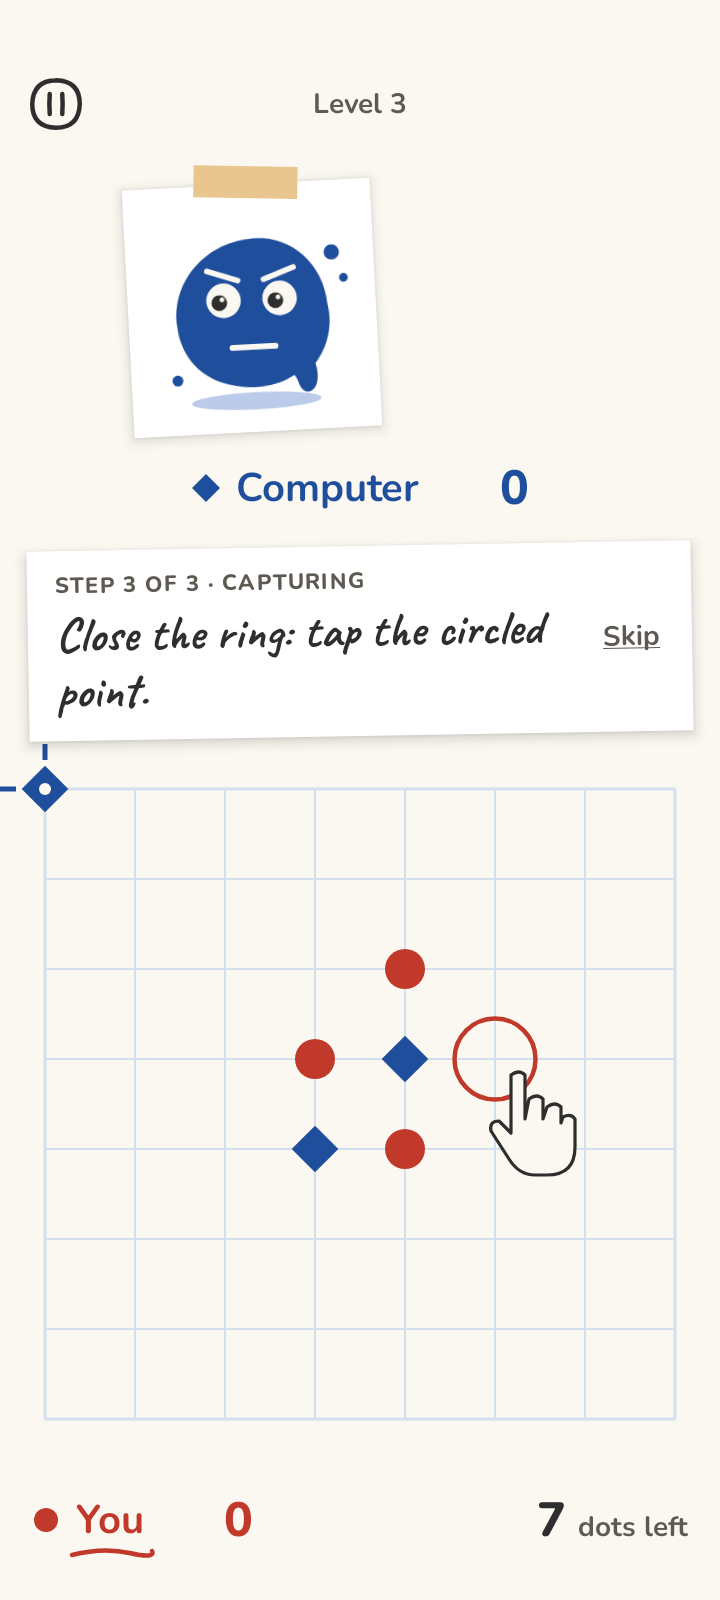 Level 3
Computer 0
STEP 3 OF 3 · CAPTURING
Close the ring: tap the circled
point.
Skip
You 0
7 dots left